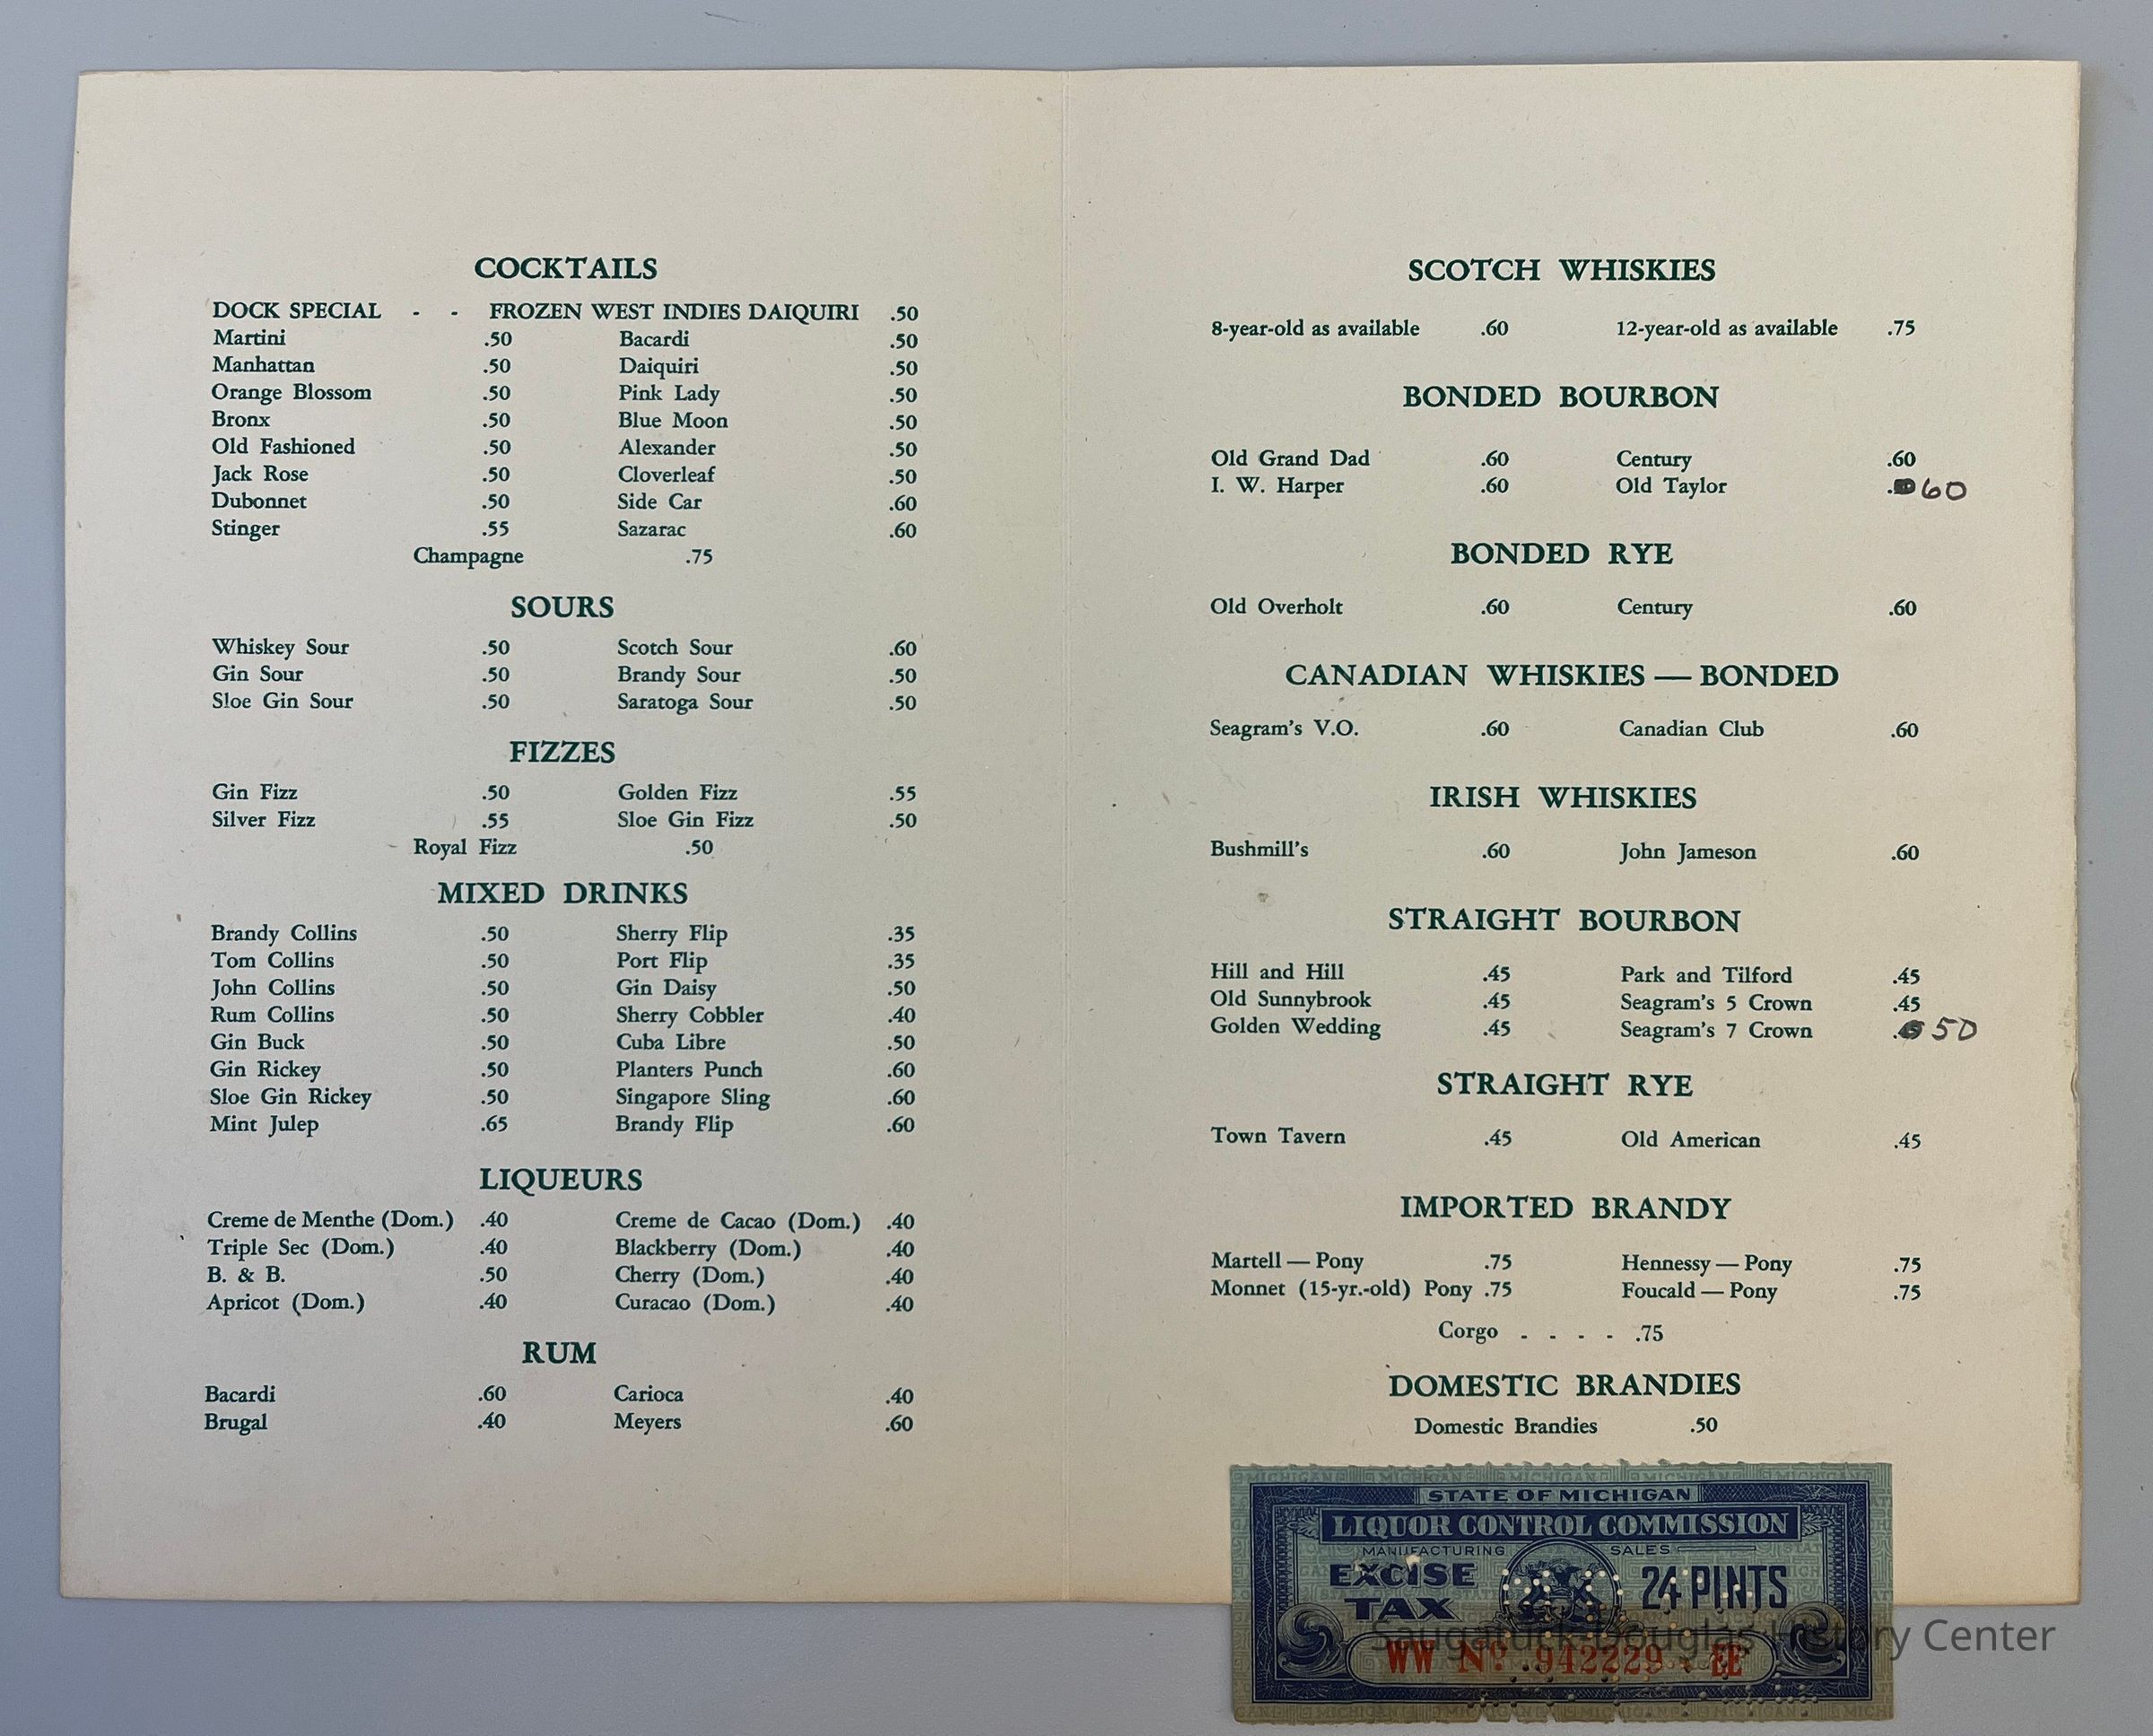 COCKTAILS
DOCK SPECIAL - - FROZEN WEST INDIES DAIQUIRI .50
Martini .50 Bacardi .50
Manhattan .50 Daiquiri .50
Orange Blossom .50 Pink Lady .50
Bronx .50 Blue Moon .50
Old Fashioned .50 Alexander .50
Jack Rose .50 Cloverleaf .50
Dubonnet .50 Side Car .60
Stinger .55 Sazarac .60
Champagne .75
SOURS
Whiskey Sour .50 Scotch Sour .60
Gin Sour .50 Brandy Sour .50
Sloe Gin Sour .50 Saratoga Sour .50
FIZZES
Gin Fizz .50 Golden Fizz .55
Silver Fizz .55 Sloe Gin Fizz .50
Royal Fizz .50
MIXED DRINKS
Brandy Collins .50 Sherry Flip .35
Tom Collins .50 Port Flip .35
John Collins .50 Gin Daisy .50
Rum Collins .50 Sherry Cobbler .40
Gin Buck .50 Cuba Libre .50
Gin Rickey .50 Planters Punch .60
Sloe Gin Rickey .50 Singapore Sling .60
Mint Julep .65 Brandy Flip .60
LIQUEURS
Creme de Menthe (Dom.) .40 Creme de Cacao (Dom.) .40
Triple Sec (Dom.) .40 Blackberry (Dom.) .40
B. & B. .50 Cherry (Dom.) .40
Apricot (Dom.) .40 Curacao (Dom.) .40
RUM
Bacardi .60 Carioca .40
Brugal .40 Meyers .60
SCOTCH WHISKIES
8-year-old as available .60 12-year-old as available .75
BONDED BOURBON
Old Grand Dad .60 Century .60
I. W. Harper .60 Old Taylor . 60
BONDED RYE
Old Overholt .60 Century .60
CANADIAN WHISKIES — BONDED
Seagram's V.O. .60 Canadian Club .60
IRISH WHISKIES
Bushmill's .60 John Jameson .60
STRAIGHT BOURBON
Hill and Hill .45 Park and Tilford .45
Old Sunnybrook .45 Seagram's 5 Crown .45
Golden Wedding .45 Seagram's 7 Crown . 50
STRAIGHT RYE
Town Tavern .45 Old American .45
IMPORTED BRANDY
Martell — Pony .75 Hennessy — Pony .75
Monnet (15-yr.-old) Pony .75 Foucald — Pony .75
Corgo - - - - .75
DOMESTIC BRANDIES
Domestic Brandies .50
STATE OF MICHIGAN
LIQUOR CONTROL COMMISSION
MANUFACTURING SALES
EXCISE TAX 24 PINTS
WW No. 942229 EE
Saugatuck-Douglas History Center